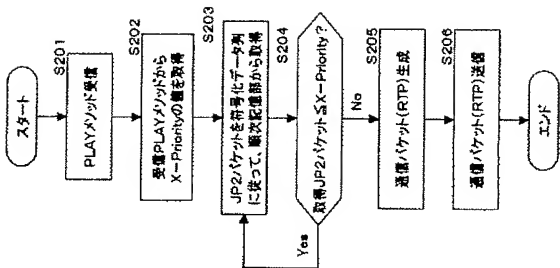 スタート
S201
PLAYメソッド受信
S202
受信PLAYメソッドから
X-Priorityの値を取得
S203
JP2パケットを符号化データ列
に従って、順次記憶部から取得
S204
取得JP2パケット≦X-Priority?
Yes
No
S205
通信パケット(RTP)生成
S206
通信パケット(RTP)送信
エンド